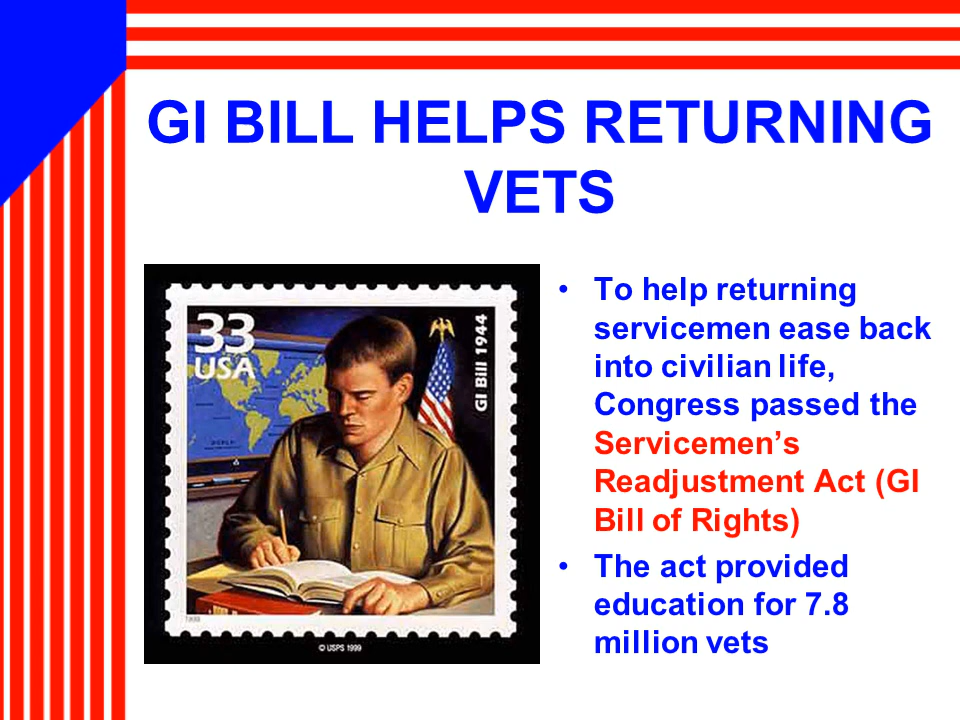 GI BILL HELPS RETURNING
VETS
33
USA
GI Bill 1944
1999
© USPS 1999
• To help returning
servicemen ease back
into civilian life,
Congress passed the
Servicemen’s
Readjustment Act (GI
Bill of Rights)
• The act provided
education for 7.8
million vets